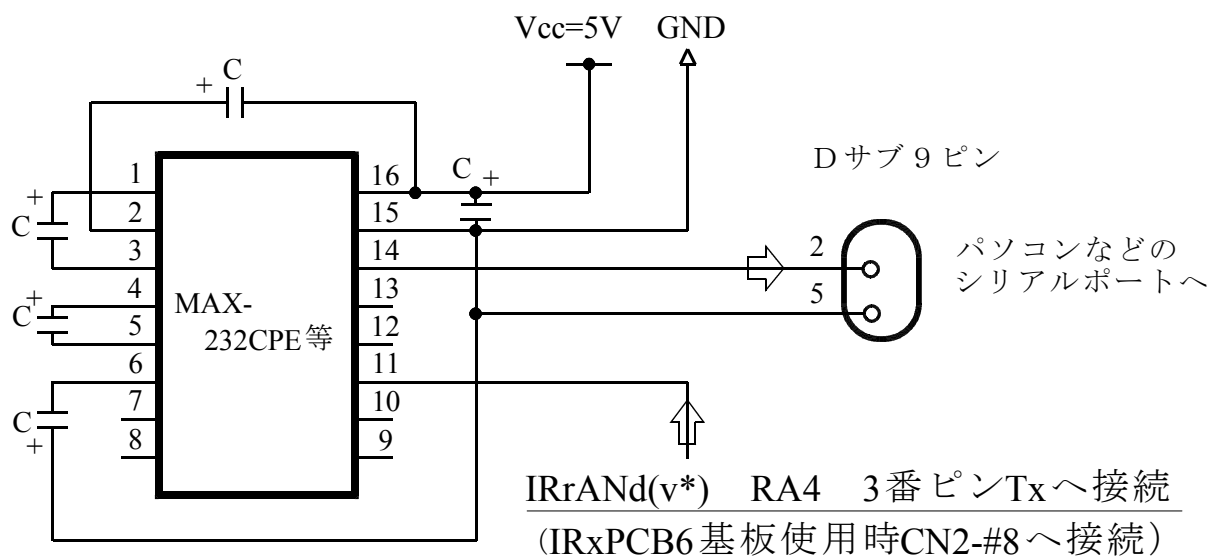 Vcc=5V GND
+ C
Dサブ9ピン
1 16 C +
+ C 2 15
3 14 2 パソコンなどの
シリアルポートへ
4 MAX- 13 5
+ C 5 232CPE等 12
6 11
7 10
C + 8 9
IRrANd(v*) RA4 3番ピンTxへ接続
(IRxPCB6基板使用時CN2-#8へ接続)